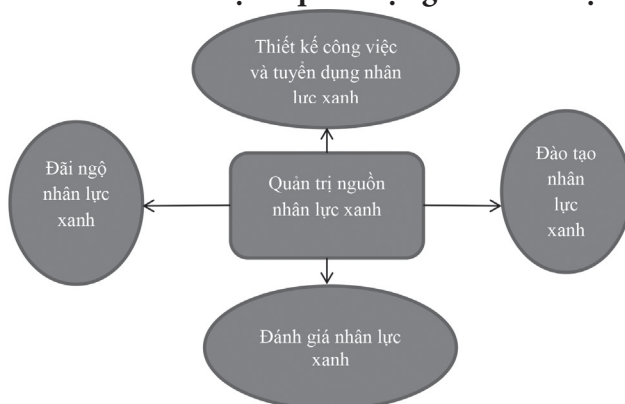 Thiết kế công việc
và tuyển dụng nhân
lực xanh
Đãi ngộ
nhân lực
xanh
Quản trị nguồn
nhân lực xanh
Đào tạo
nhân
lực
xanh
Đánh giá nhân lực
xanh